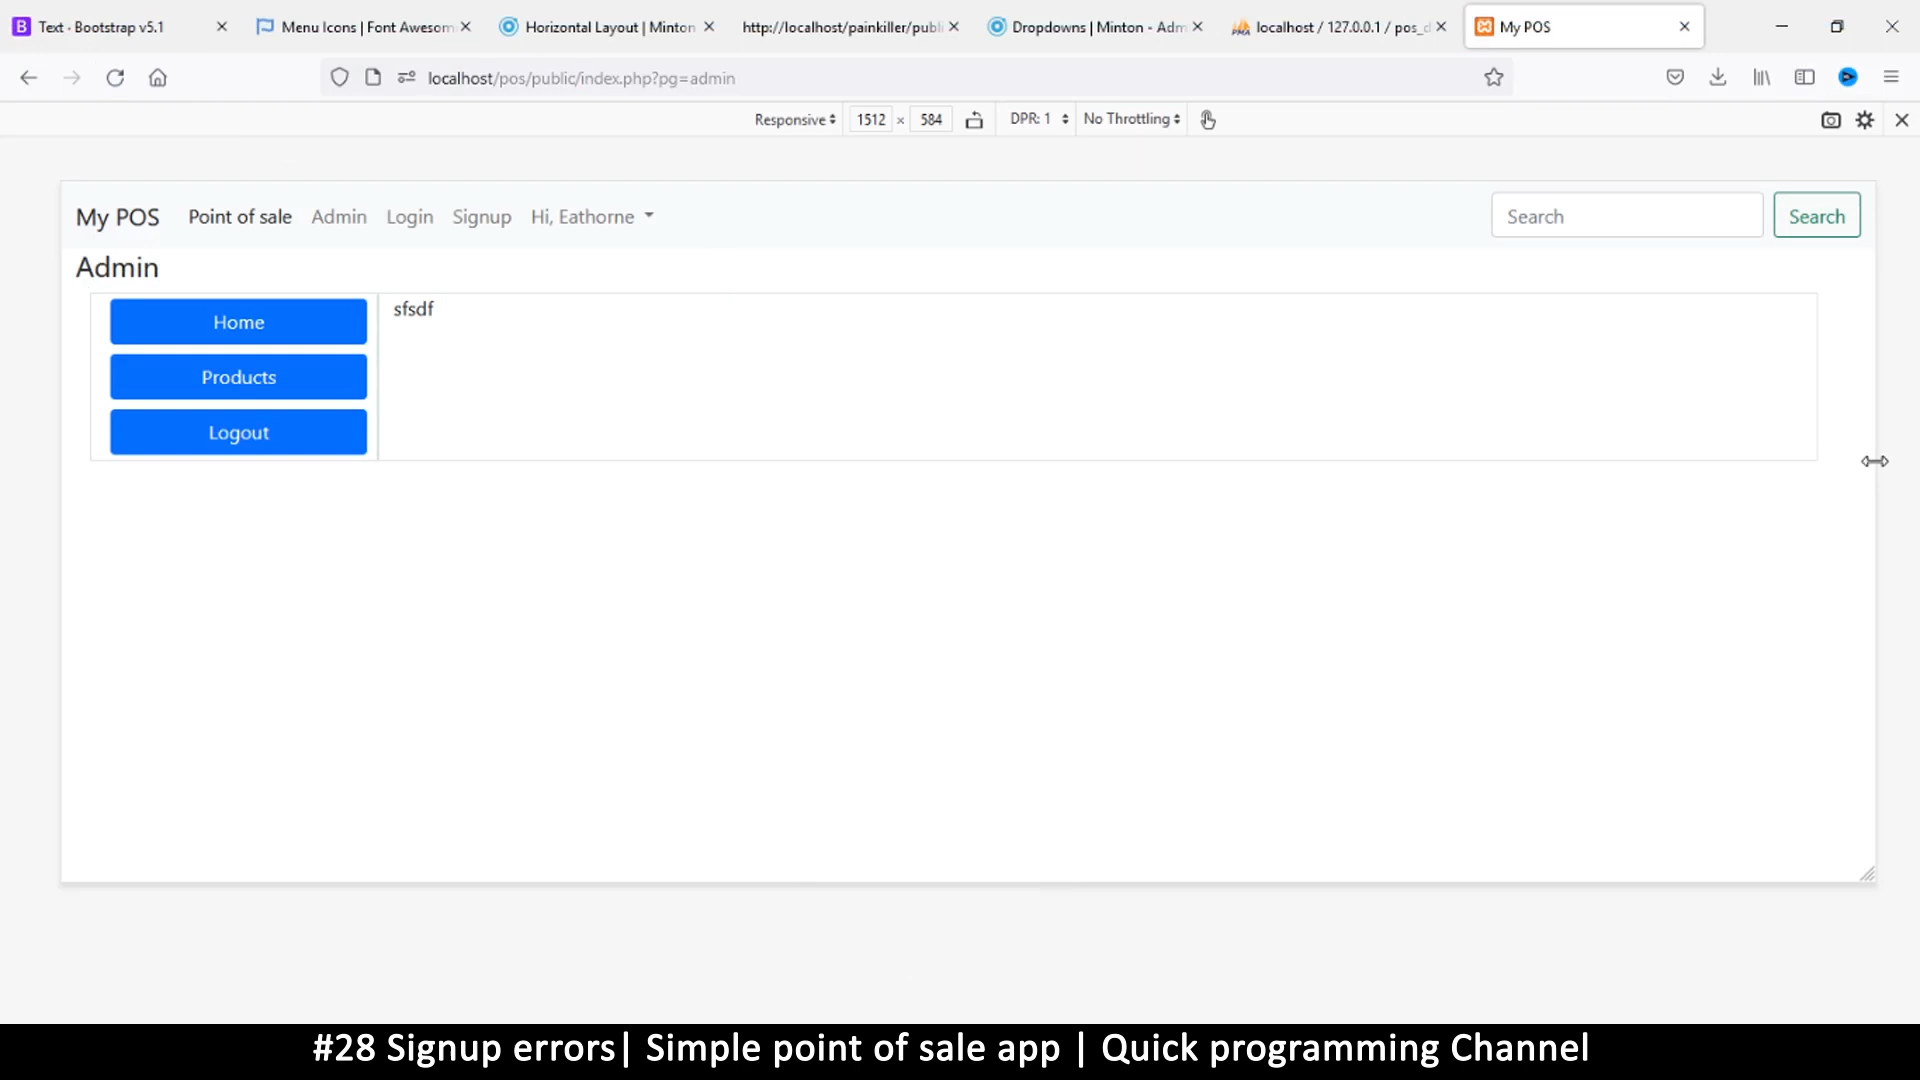 Text - Bootstrap v5.1
Menu Icons | Font Awesom
Horizontal Layout | Minton
http://localhost/painkiller/publi
Dropdowns | Minton - Adm
localhost / 127.0.0.1 / pos_d
My POS
localhost/pos/public/index.php?pg=admin
Responsive
1512 × 584
DPR: 1
No Throttling
My POS
Point of sale
Admin
Login
Signup
Hi, Eathorne
Search
Search
Admin
Home
Products
Logout
sfsdf
#28 Signup errors| Simple point of sale app | Quick programming Channel